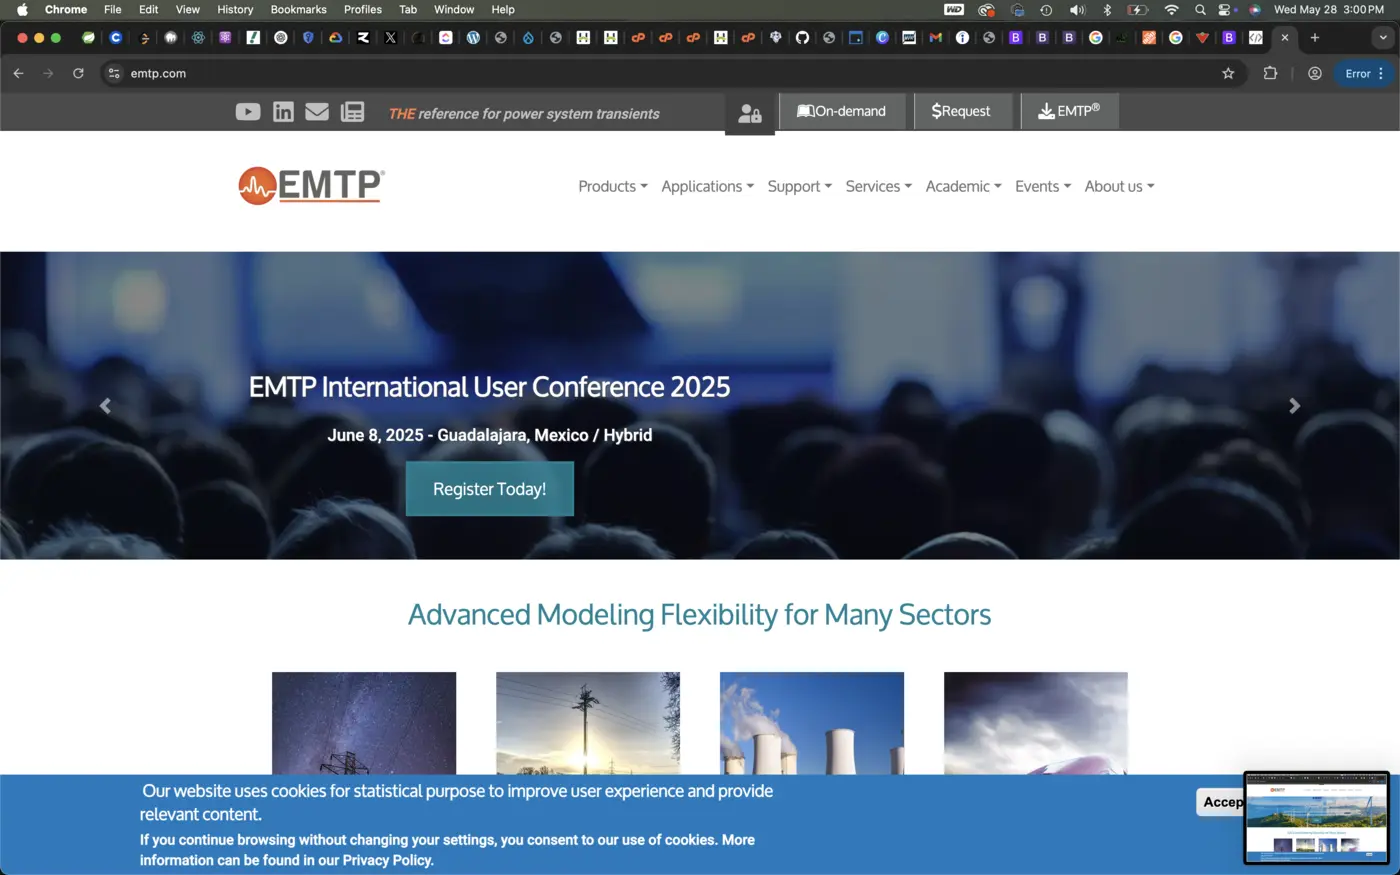 Chrome File Edit View History Bookmarks Profiles Tab Window Help WD Wed May 28 3:00 PM
emtp.com Error
THE reference for power system transients On-demand $Request EMTP®
EMTP®
Products Applications Support Services Academic Events About us
EMTP International User Conference 2025
June 8, 2025 - Guadalajara, Mexico / Hybrid
Register Today!
Advanced Modeling Flexibility for Many Sectors
Our website uses cookies for statistical purpose to improve user experience and provide
relevant content.
Accep
If you continue browsing without changing your settings, you consent to our use of cookies. More
information can be found in our Privacy Policy.